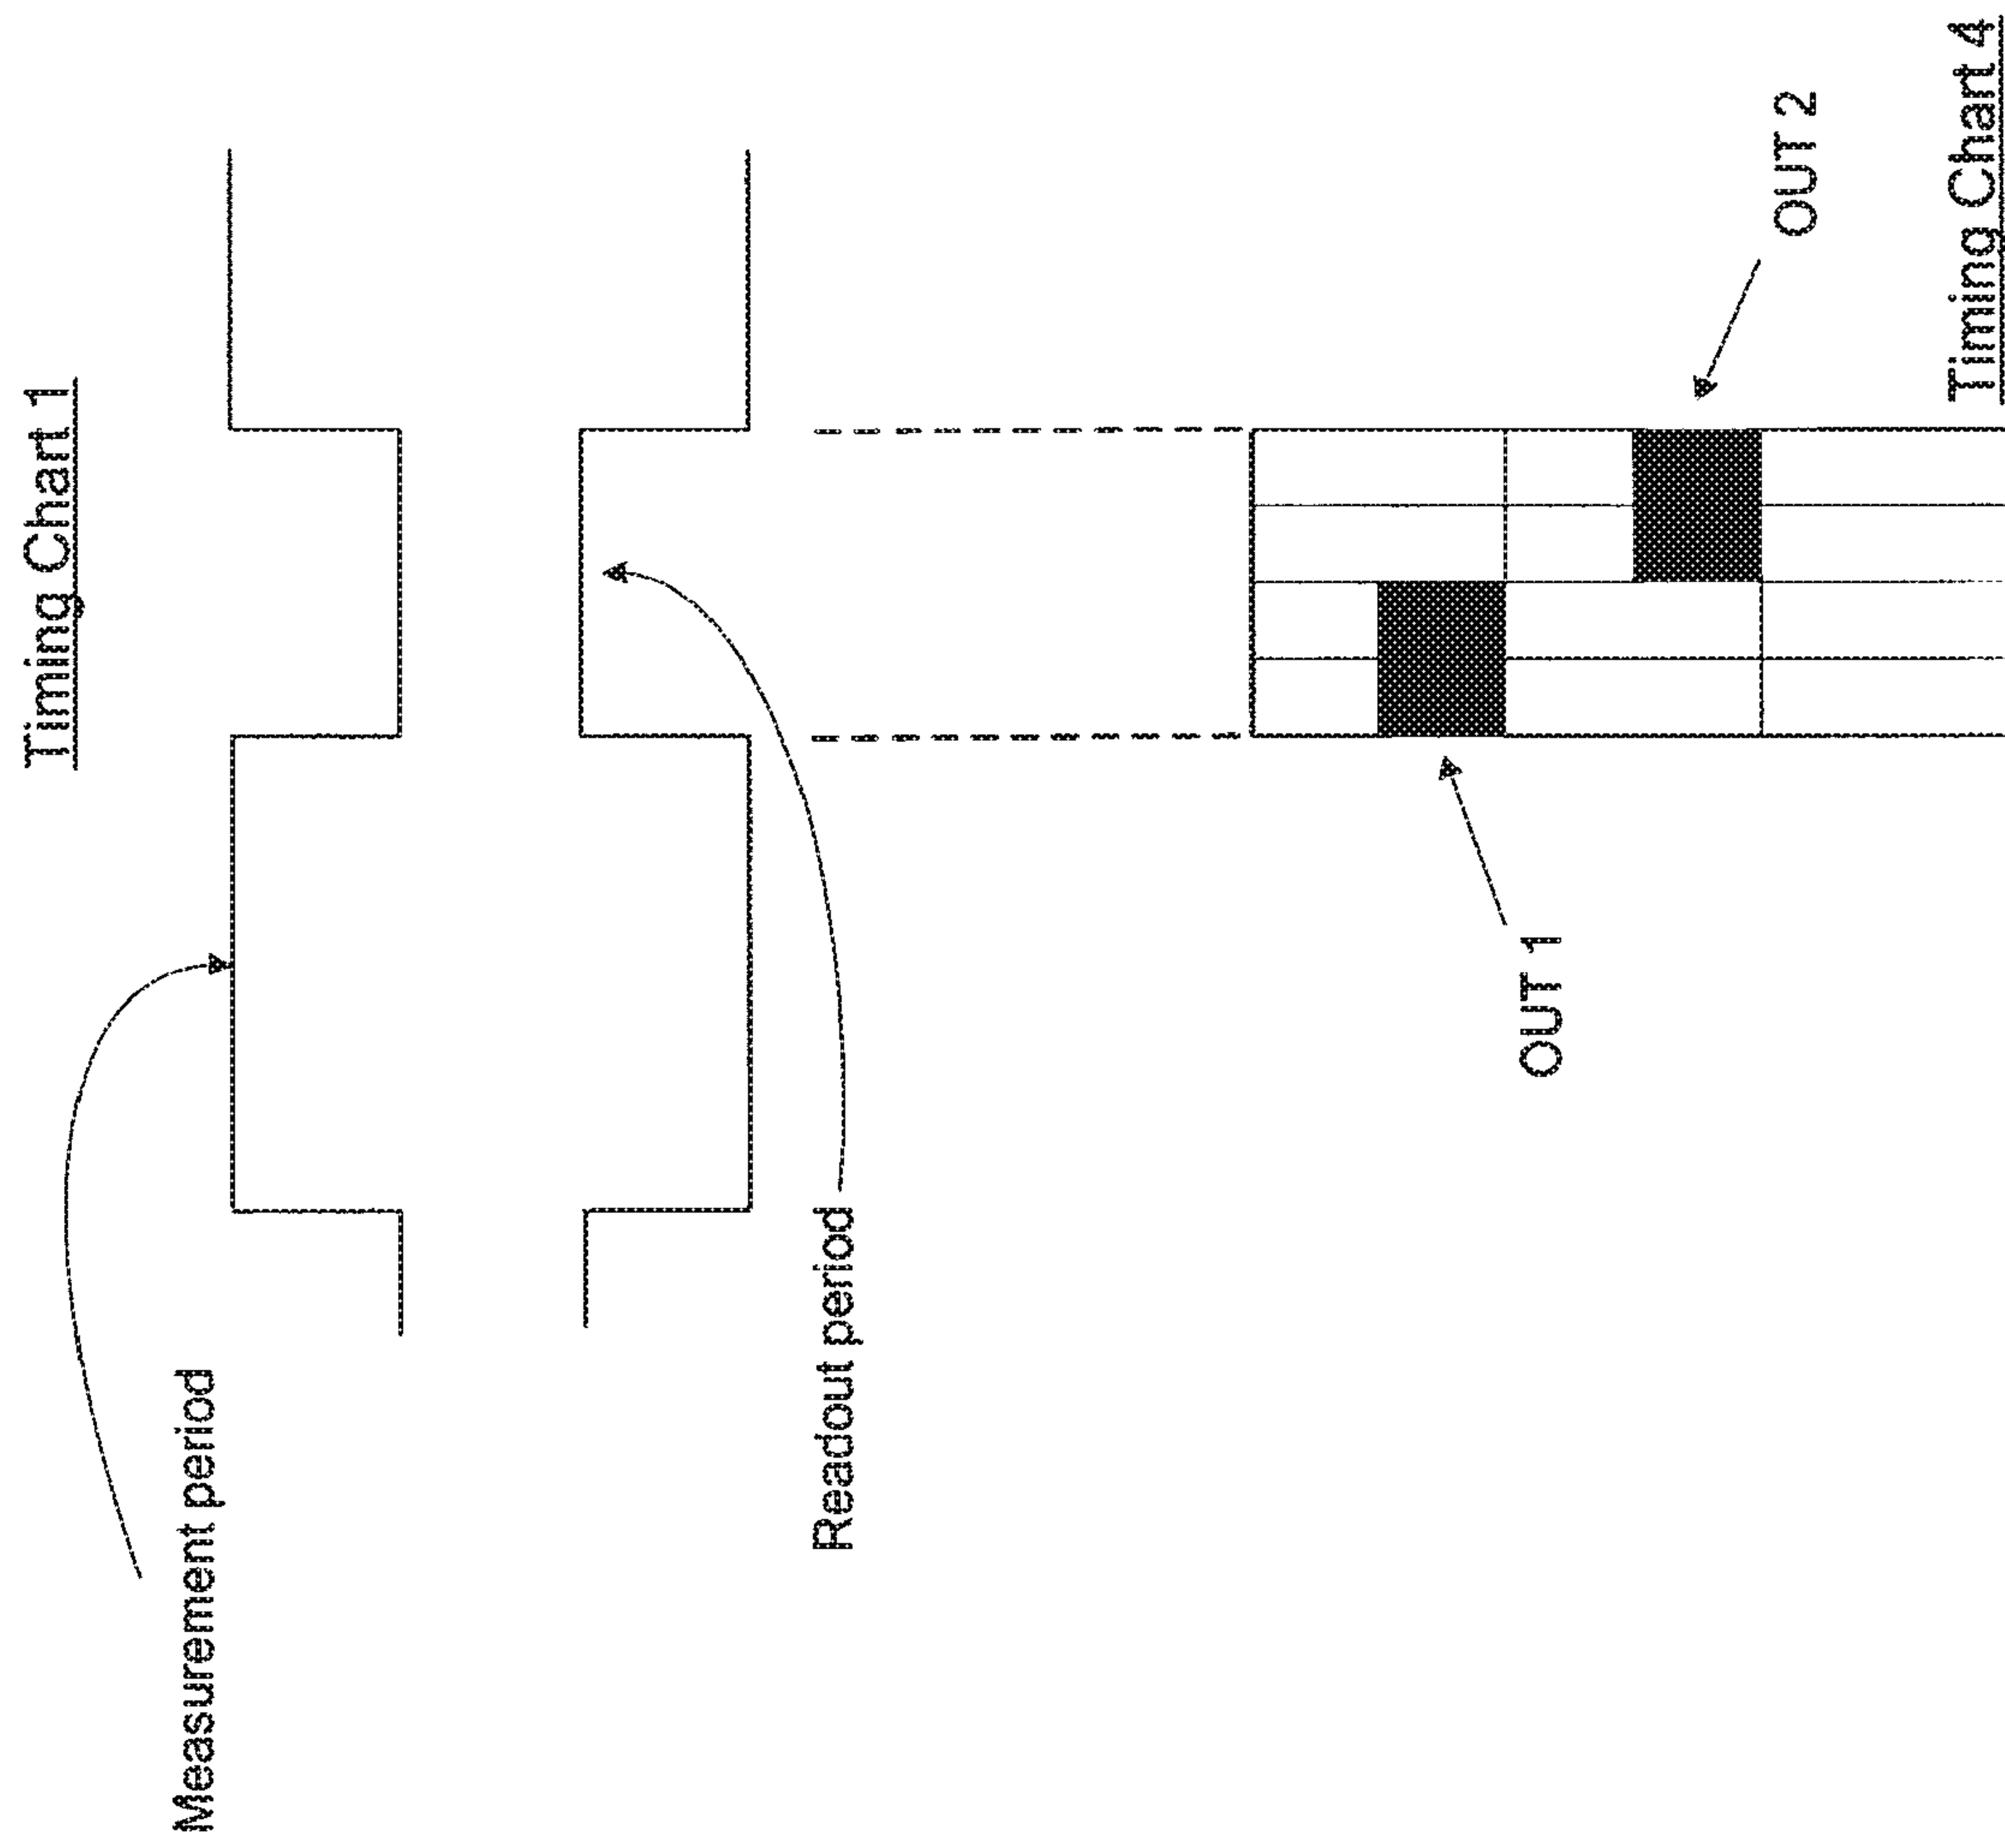 Timing Chart 1
Measurement period
Readout period
OUT 1
OUT 2
Timing Chart 4